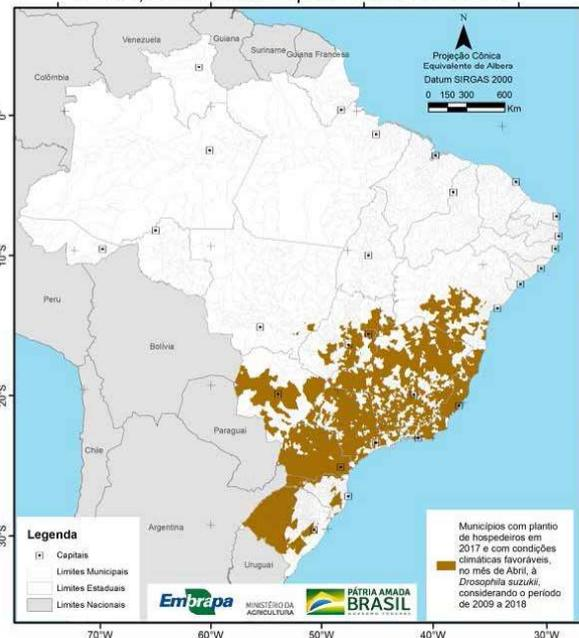 Venezuela
Guiana
Suriname
Guiana Francesa
Colômbia
N
Projeção Cônica
Equivalente de Albers
Datum SIRGAS 2000
0 150 300 600
Km
0°
10°S
Peru
Bolívia
20°S
Paraguai
Chile
Argentina
30°S
Uruguai
Legenda
Capitais
Limites Municipais
Limites Estaduais
Limites Nacionais
Embrapa
MINISTÉRIO DA
AGRICULTURA
PÁTRIA AMADA
BRASIL
Municípios com plantio
de hospedeiros em
2017 e com condições
climáticas favoráveis,
no mês de Abril, à
Drosophila suzukii,
considerando o período
de 2009 a 2018
70°W
60°W
50°W
40°W
30°W